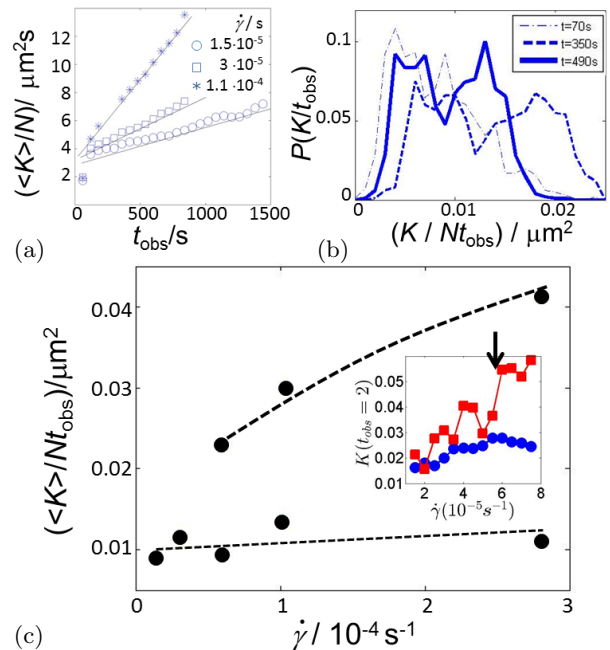 (<K>/N)/ μm²s
12
10
8
6
4
2
γ̇ / s
1.5·10⁻⁵
3 ·10⁻⁵
1.1 ·10⁻⁴
500 1000 1500
t_obs/s
(a)
P(K/t_obs)
0.1
0.05
0
t=70s
t=350s
t=490s
0 0.01 0.02
(K / Nt_obs) / μm²
(b)
(<K>/Nt_obs)/μm²
0.04
0.03
0.02
0.01
K(t_obs = 2)
0.05
0.04
0.03
0.02
0.01
2 4 6 8
γ̇(10⁻⁵s⁻¹)
0 1 2 3
γ̇ / 10⁻⁴ s⁻¹
(c)